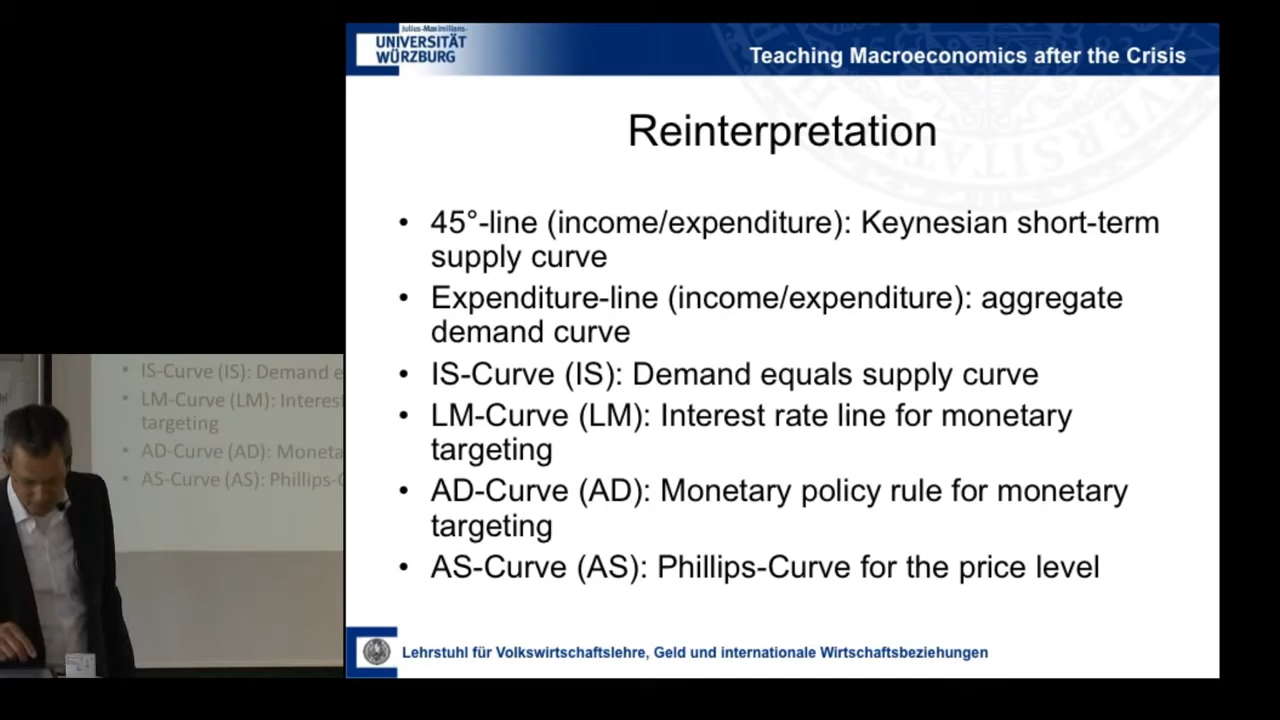 Julius-Maximilians-
UNIVERSITÄT
WÜRZBURG
Teaching Macroeconomics after the Crisis
Reinterpretation
• 45°-line (income/expenditure): Keynesian short-term
supply curve
• Expenditure-line (income/expenditure): aggregate
demand curve
• IS-Curve (IS): Demand equals supply curve
• LM-Curve (LM): Interest rate line for monetary
targeting
• AD-Curve (AD): Monetary policy rule for monetary
targeting
• AS-Curve (AS): Phillips-Curve for the price level
Lehrstuhl für Volkswirtschaftslehre, Geld und internationale Wirtschaftsbeziehungen
• IS-Curve (IS): Demand e
• LM-Curve (LM): Interest
targeting
• AD-Curve (AD): Moneta
• AS-Curve (AS): Phillips-C